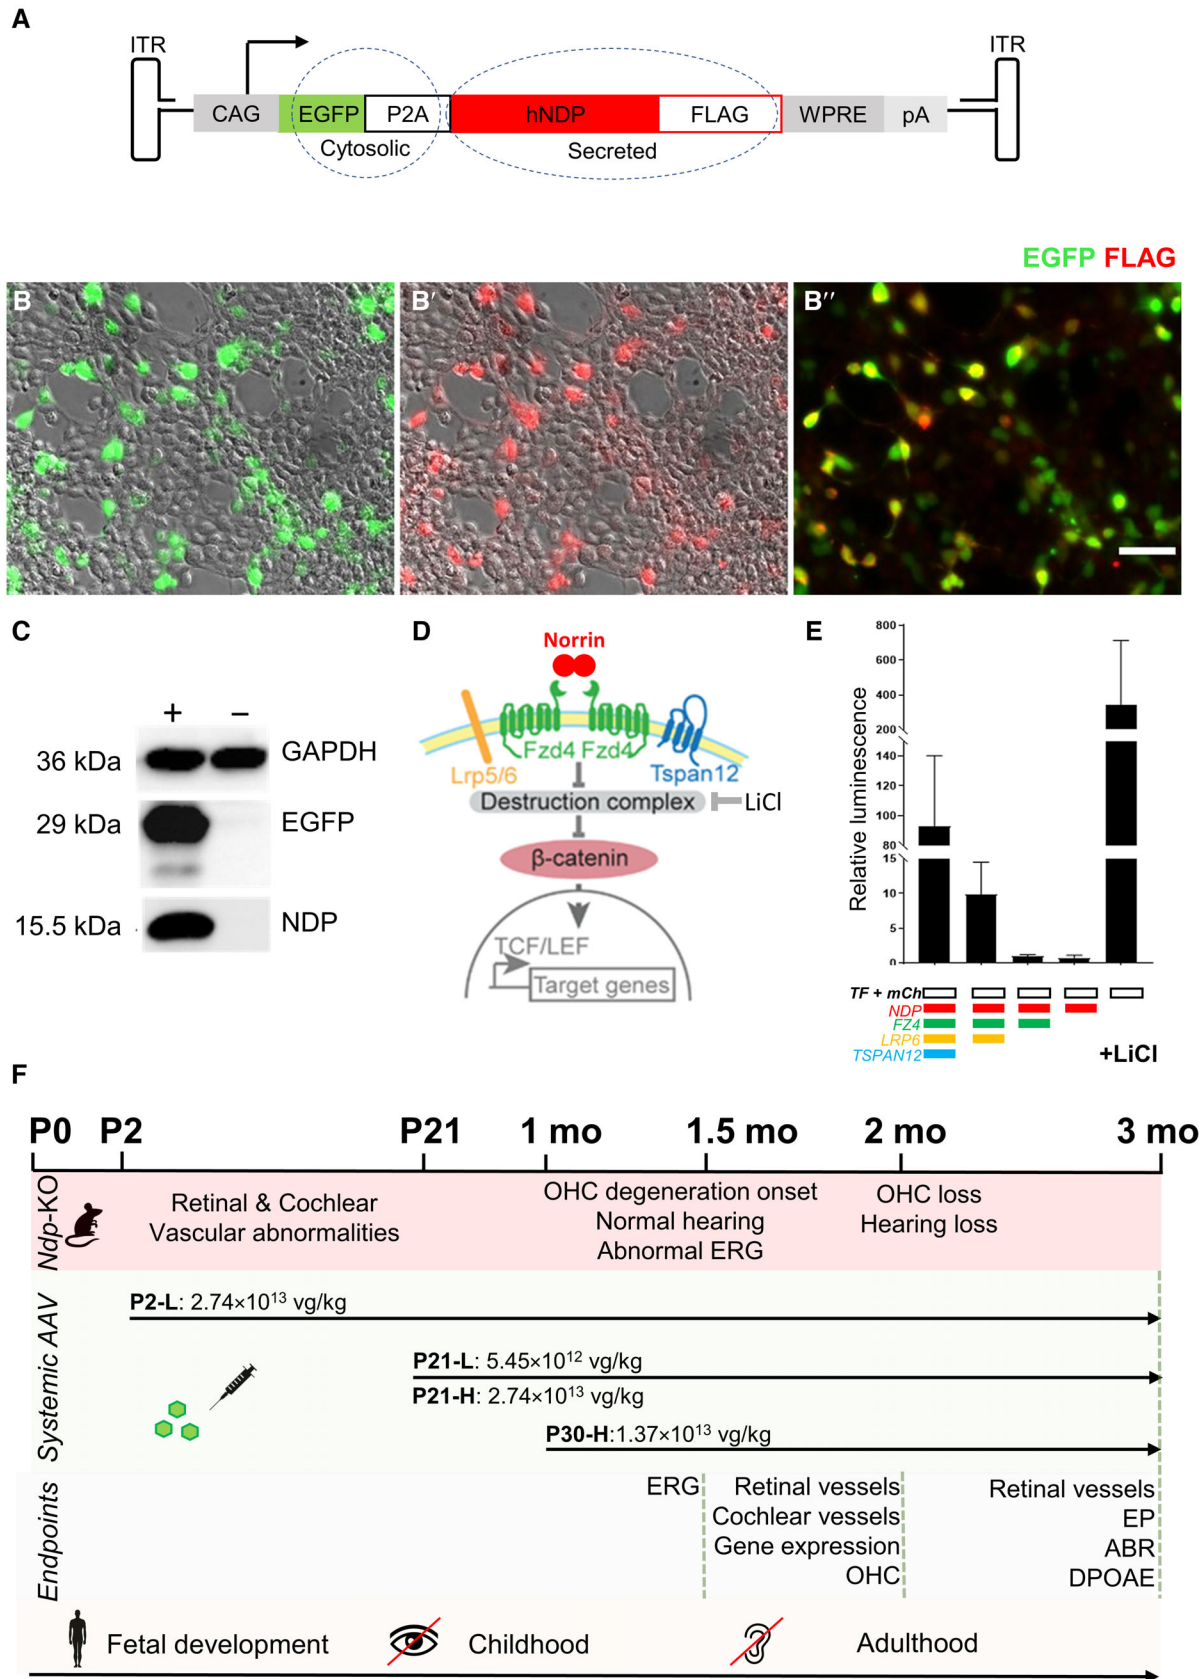 A
ITR
ITR
CAG EGFP P2A hNDP FLAG WPRE pA
Cytosolic
Secreted
EGFP FLAG
B
B′
B′′
C
+ −
36 kDa GAPDH
29 kDa EGFP
15.5 kDa NDP
D
Norrin
Fzd4 Fzd4
Lrp5/6
Tspan12
Destruction complex
LiCl
β-catenin
TCF/LEF
Target genes
E
Relative luminescence
800
600
400
200
140
120
100
80
15
10
5
0
TF + mCh
NDP
FZ4
LRP6
TSPAN12
+LiCl
F
P0 P2 P21 1 mo 1.5 mo 2 mo 3 mo
Ndp-KO
Retinal & Cochlear
Vascular abnormalities
OHC degeneration onset
Normal hearing
Abnormal ERG
OHC loss
Hearing loss
Systemic AAV
P2-L: 2.74×10¹³ vg/kg
P21-L: 5.45×10¹² vg/kg
P21-H: 2.74×10¹³ vg/kg
P30-H:1.37×10¹³ vg/kg
Endpoints
ERG
Retinal vessels
Cochlear vessels
Gene expression
OHC
Retinal vessels
EP
ABR
DPOAE
Fetal development
Childhood
Adulthood